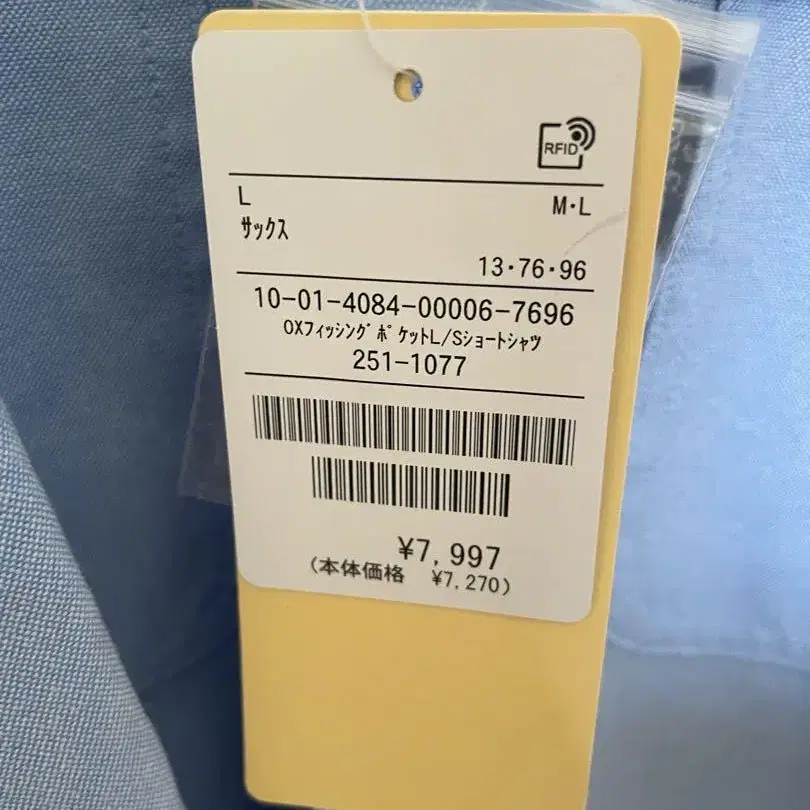 RFID
L
M・L
サックス
13・76・96
10-01-4084-00006-7696
OXフィッシングポケットL/Sショートシャツ
251-1077
¥7,997
(本体価格 ¥7,270)